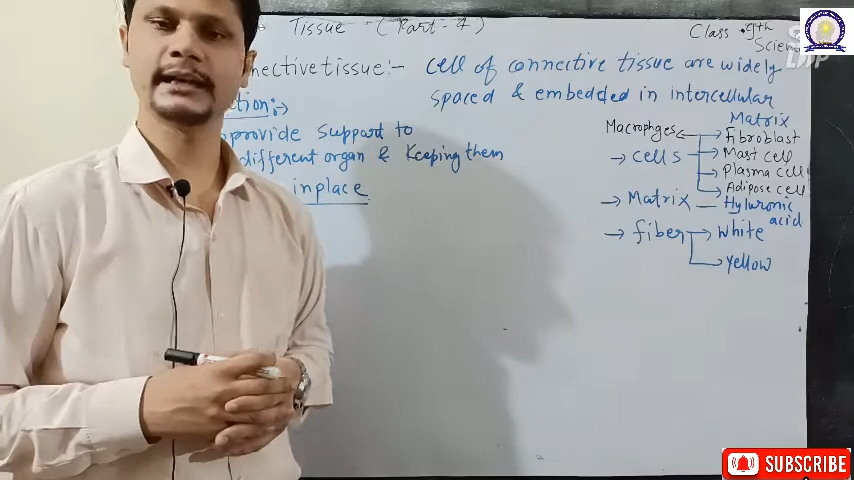 Tissue - (Part - 4)
Class - 9th
Science
nnective tissue :- Cell of connective tissue are widely
spaced & embedded in intercellular
Matrix
ction :->
provide support to
different organ & Keeping them
inplace
Macrophges
Fibroblast
→ cells
Mast cell
Plasma cell
Adipose cell
→ Matrix — Hyluronic
acid
→ fiber → White
→ Yellow
SUBSCRIBE